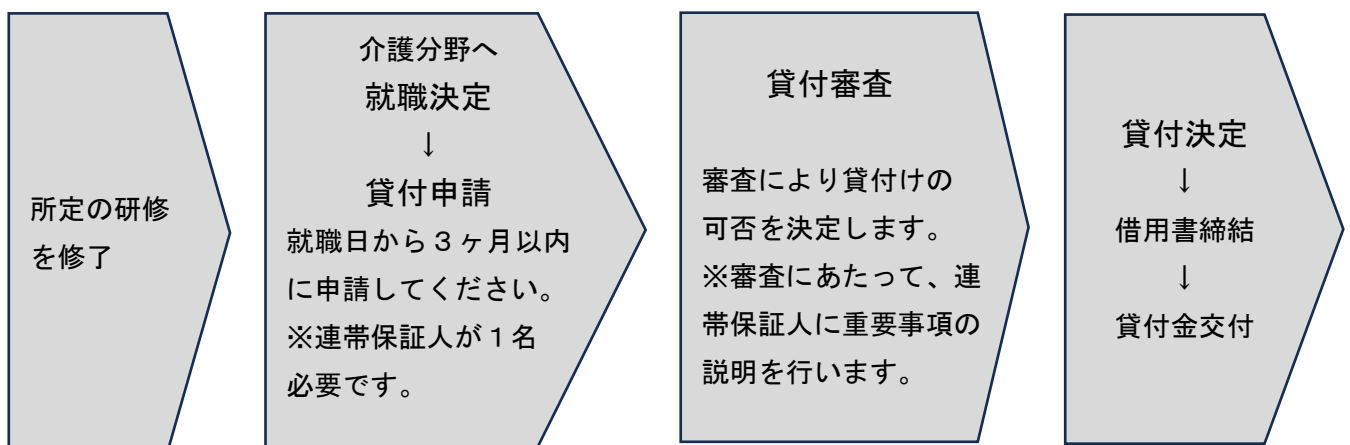 所定の研修
を修了
介護分野へ
就職決定
↓
貸付申請
就職日から３ヶ月以内
に申請してください。
※連帯保証人が１名
必要です。
貸付審査
審査により貸付けの
可否を決定します。
※審査にあたって、連
帯保証人に重要事項の
説明を行います。
貸付決定
↓
借用書締結
↓
貸付金交付